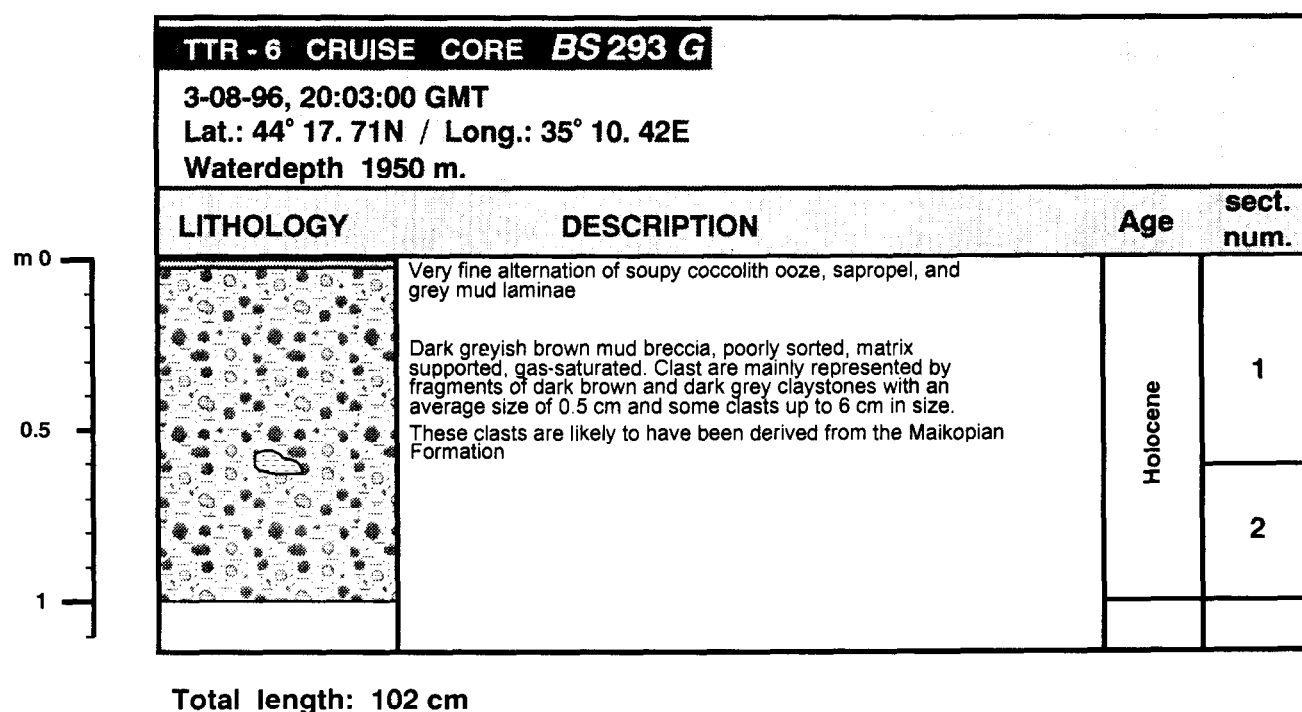 TTR - 6 CRUISE CORE BS 293 G
3-08-96, 20:03:00 GMT
Lat.: 44° 17. 71N / Long.: 35° 10. 42E
Waterdepth 1950 m.
LITHOLOGY DESCRIPTION Age sect. num.
m 0
Very fine alternation of soupy coccolith ooze, sapropel, and
grey mud laminae
Dark greyish brown mud breccia, poorly sorted, matrix
supported, gas-saturated. Clast are mainly represented by
fragments of dark brown and dark grey claystones with an
average size of 0.5 cm and some clasts up to 6 cm in size.
These clasts are likely to have been derived from the Maikopian
Formation
Holocene
1
2
0.5
1
Total length: 102 cm